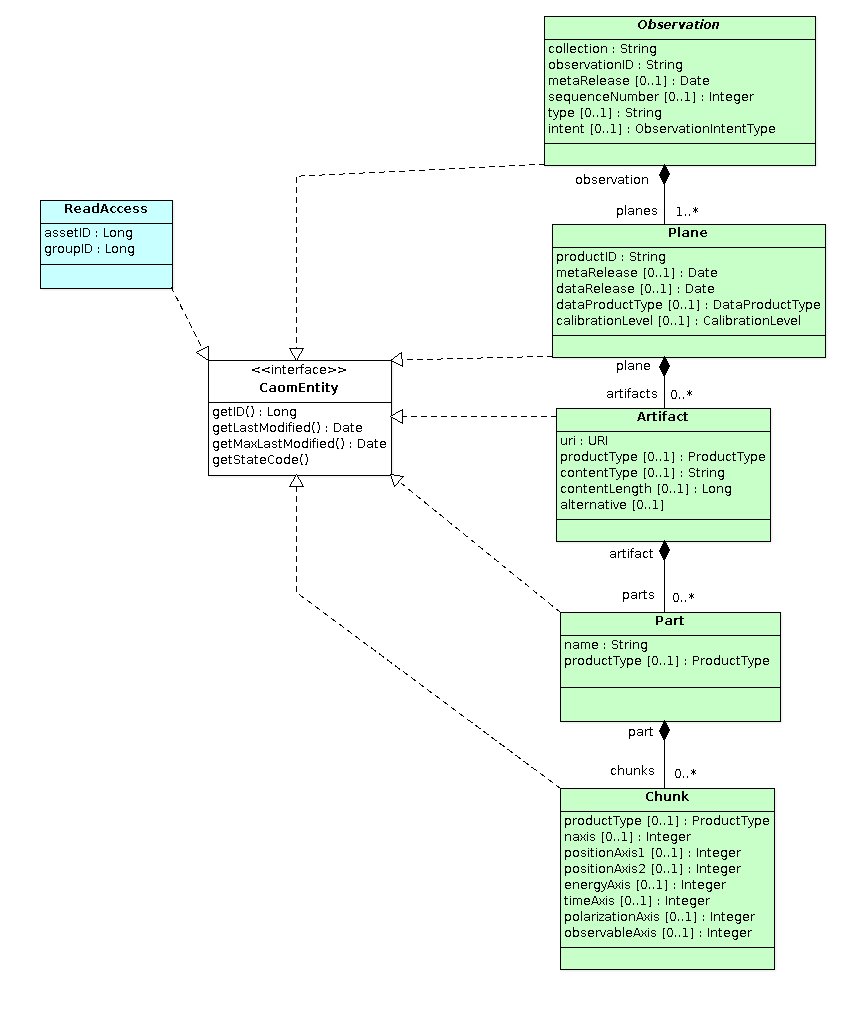 Observation
collection : String
observationID : String
metaRelease [0..1] : Date
sequenceNumber [0..1] : Integer
type [0..1] : String
intent [0..1] : ObservationIntentType
observation
planes 1..*
ReadAccess
assetID : Long
groupID : Long
Plane
productID : String
metaRelease [0..1] : Date
dataRelease [0..1] : Date
dataProductType [0..1] : DataProductType
calibrationLevel [0..1] : CalibrationLevel
plane
artifacts 0..*
<<interface>>
CaomEntity
getID() : Long
getLastModified() : Date
getMaxLastModified() : Date
getStateCode()
Artifact
uri : URI
productType [0..1] : ProductType
contentType [0..1] : String
contentLength [0..1] : Long
alternative [0..1]
artifact
parts 0..*
Part
name : String
productType [0..1] : ProductType
part
chunks 0..*
Chunk
productType [0..1] : ProductType
naxis [0..1] : Integer
positionAxis1 [0..1] : Integer
positionAxis2 [0..1] : Integer
energyAxis [0..1] : Integer
timeAxis [0..1] : Integer
polarizationAxis [0..1] : Integer
observableAxis [0..1] : Integer